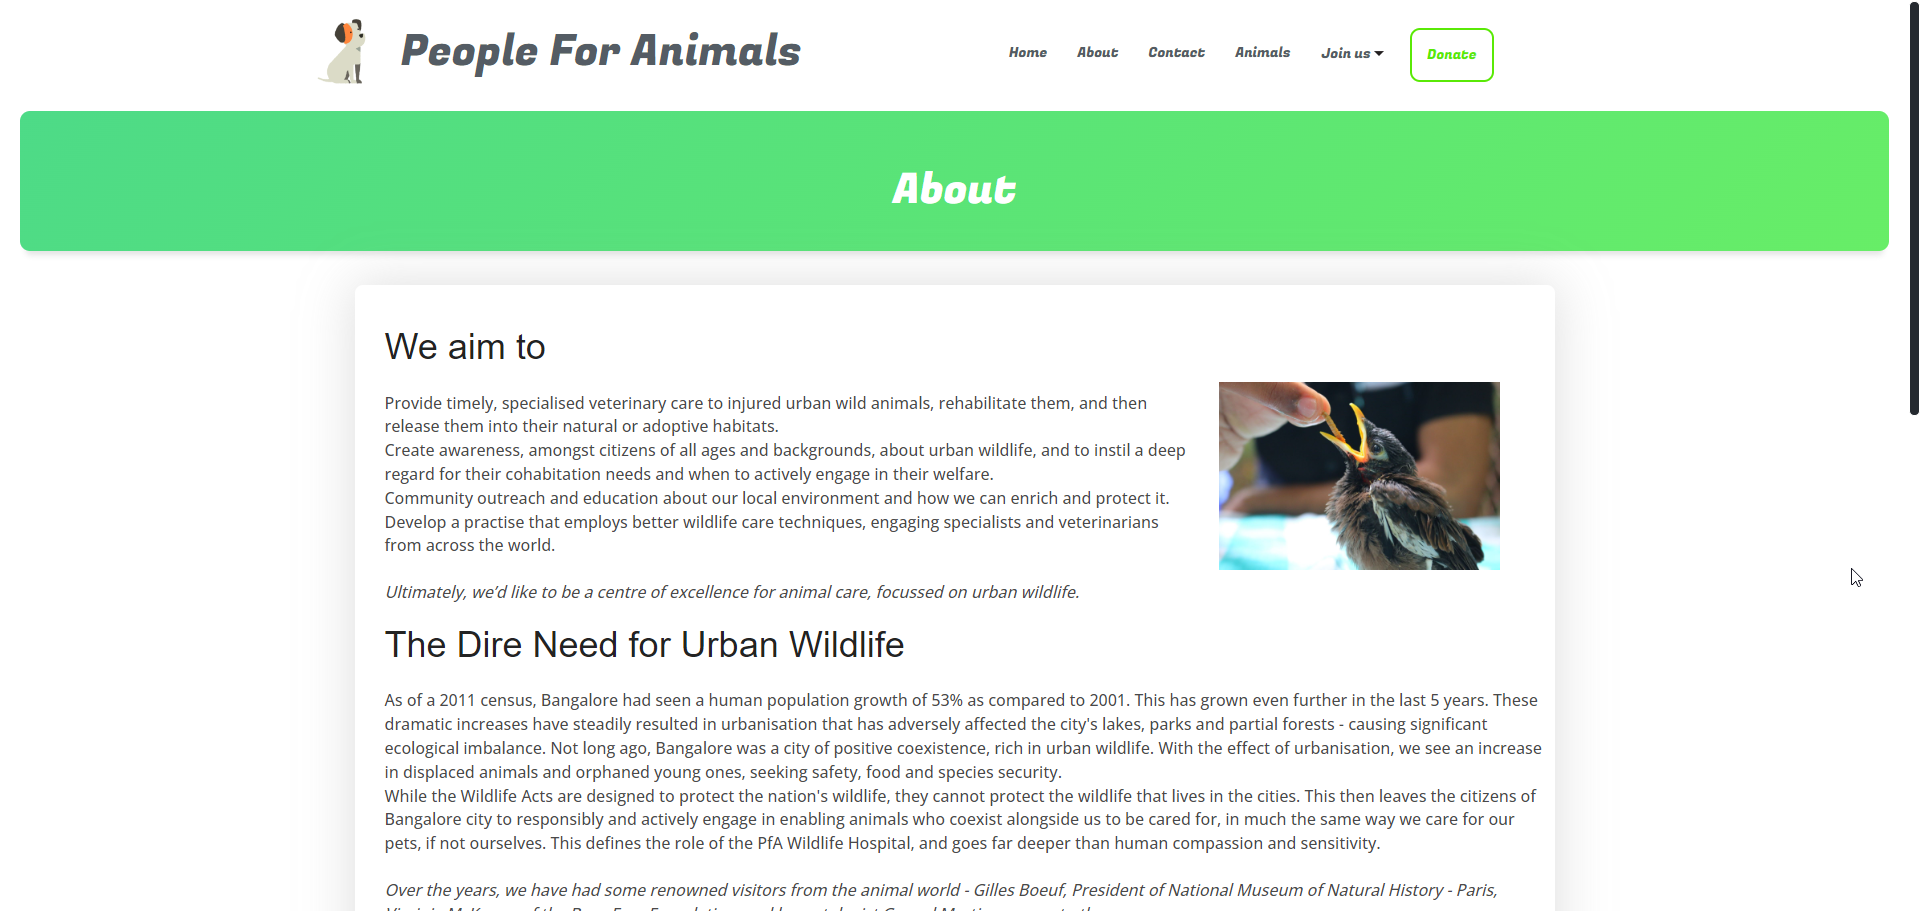 People For Animals
Home
About
Contact
Animals
Join us
Donate
About
We aim to
Provide timely, specialised veterinary care to injured urban wild animals, rehabilitate them, and then
release them into their natural or adoptive habitats.
Create awareness, amongst citizens of all ages and backgrounds, about urban wildlife, and to instil a deep
regard for their cohabitation needs and when to actively engage in their welfare.
Community outreach and education about our local environment and how we can enrich and protect it.
Develop a practise that employs better wildlife care techniques, engaging specialists and veterinarians
from across the world.
Ultimately, we’d like to be a centre of excellence for animal care, focussed on urban wildlife.
The Dire Need for Urban Wildlife
As of a 2011 census, Bangalore had seen a human population growth of 53% as compared to 2001. This has grown even further in the last 5 years. These
dramatic increases have steadily resulted in urbanisation that has adversely affected the city's lakes, parks and partial forests - causing significant
ecological imbalance. Not long ago, Bangalore was a city of positive coexistence, rich in urban wildlife. With the effect of urbanisation, we see an increase
in displaced animals and orphaned young ones, seeking safety, food and species security.
While the Wildlife Acts are designed to protect the nation's wildlife, they cannot protect the wildlife that lives in the cities. This then leaves the citizens of
Bangalore city to responsibly and actively engage in enabling animals who coexist alongside us to be cared for, in much the same way we care for our
pets, if not ourselves. This defines the role of the PfA Wildlife Hospital, and goes far deeper than human compassion and sensitivity.
Over the years, we have had some renowned visitors from the animal world - Gilles Boeuf, President of National Museum of Natural History - Paris,